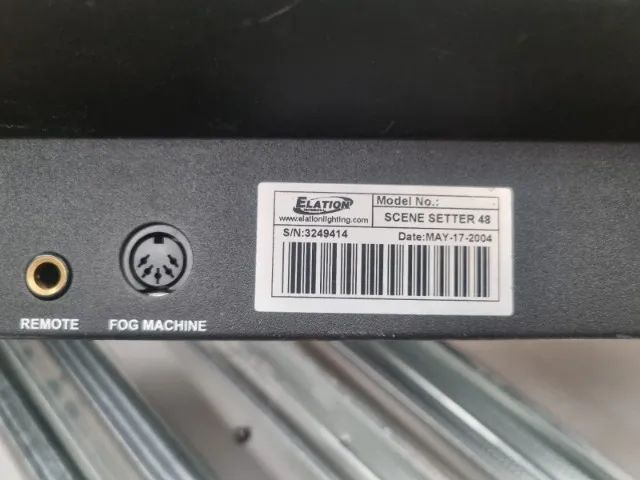 ELATION
Model No.:
www.elationlighting.com
SCENE SETTER 48
S/N:3249414
Date:MAY-17-2004
REMOTE
FOG MACHINE